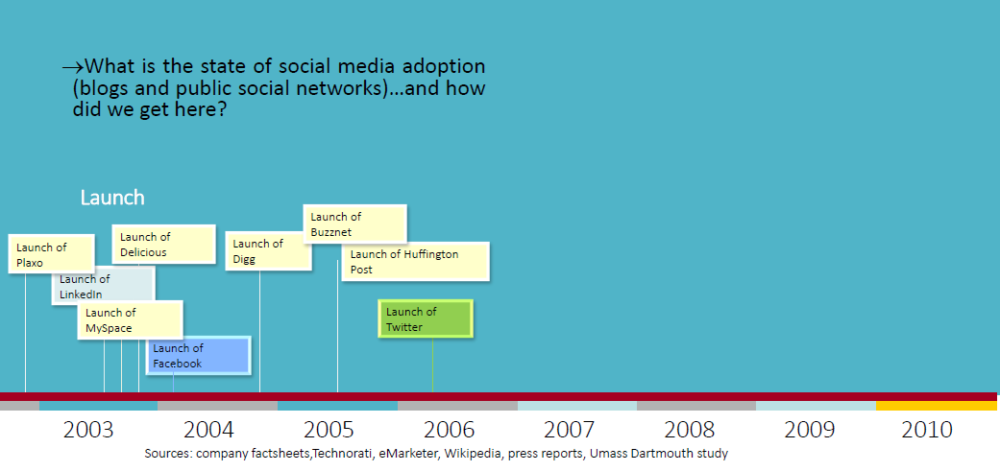 →What is the state of social media adoption
(blogs and public social networks)…and how
did we get here?
Launch
Launch of
Plaxo
Launch of
LinkedIn
Launch of
MySpace
Launch of
Delicious
Launch of
Facebook
Launch of
Digg
Launch of
Buzznet
Launch of Huffington
Post
Launch of
Twitter
2003 2004 2005 2006 2007 2008 2009 2010
Sources: company factsheets,Technorati, eMarketer, Wikipedia, press reports, Umass Dartmouth study